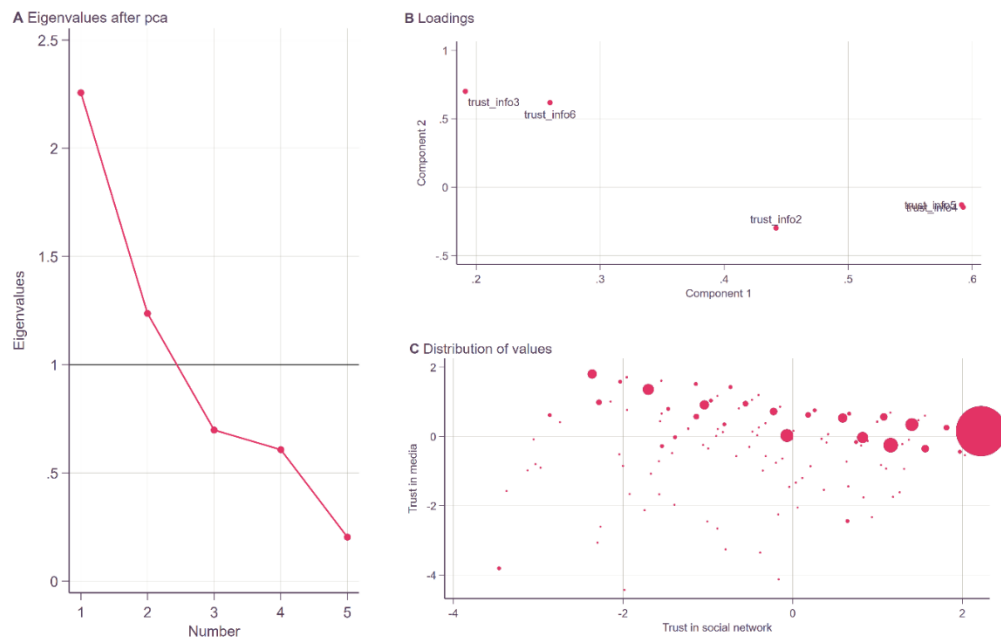 A Eigenvalues after pca
2.5
2
1.5
1
.5
0
Eigenvalues
1 2 3 4 5
Number
B Loadings
1
.5
0
-.5
Component 2
trust_info3
trust_info6
trust_info2
trust_info5
trust_info4
.2 .3 .4 .5 .6
Component 1
C Distribution of values
2
0
-2
-4
Trust in media
-4 -2 0 2
Trust in social network